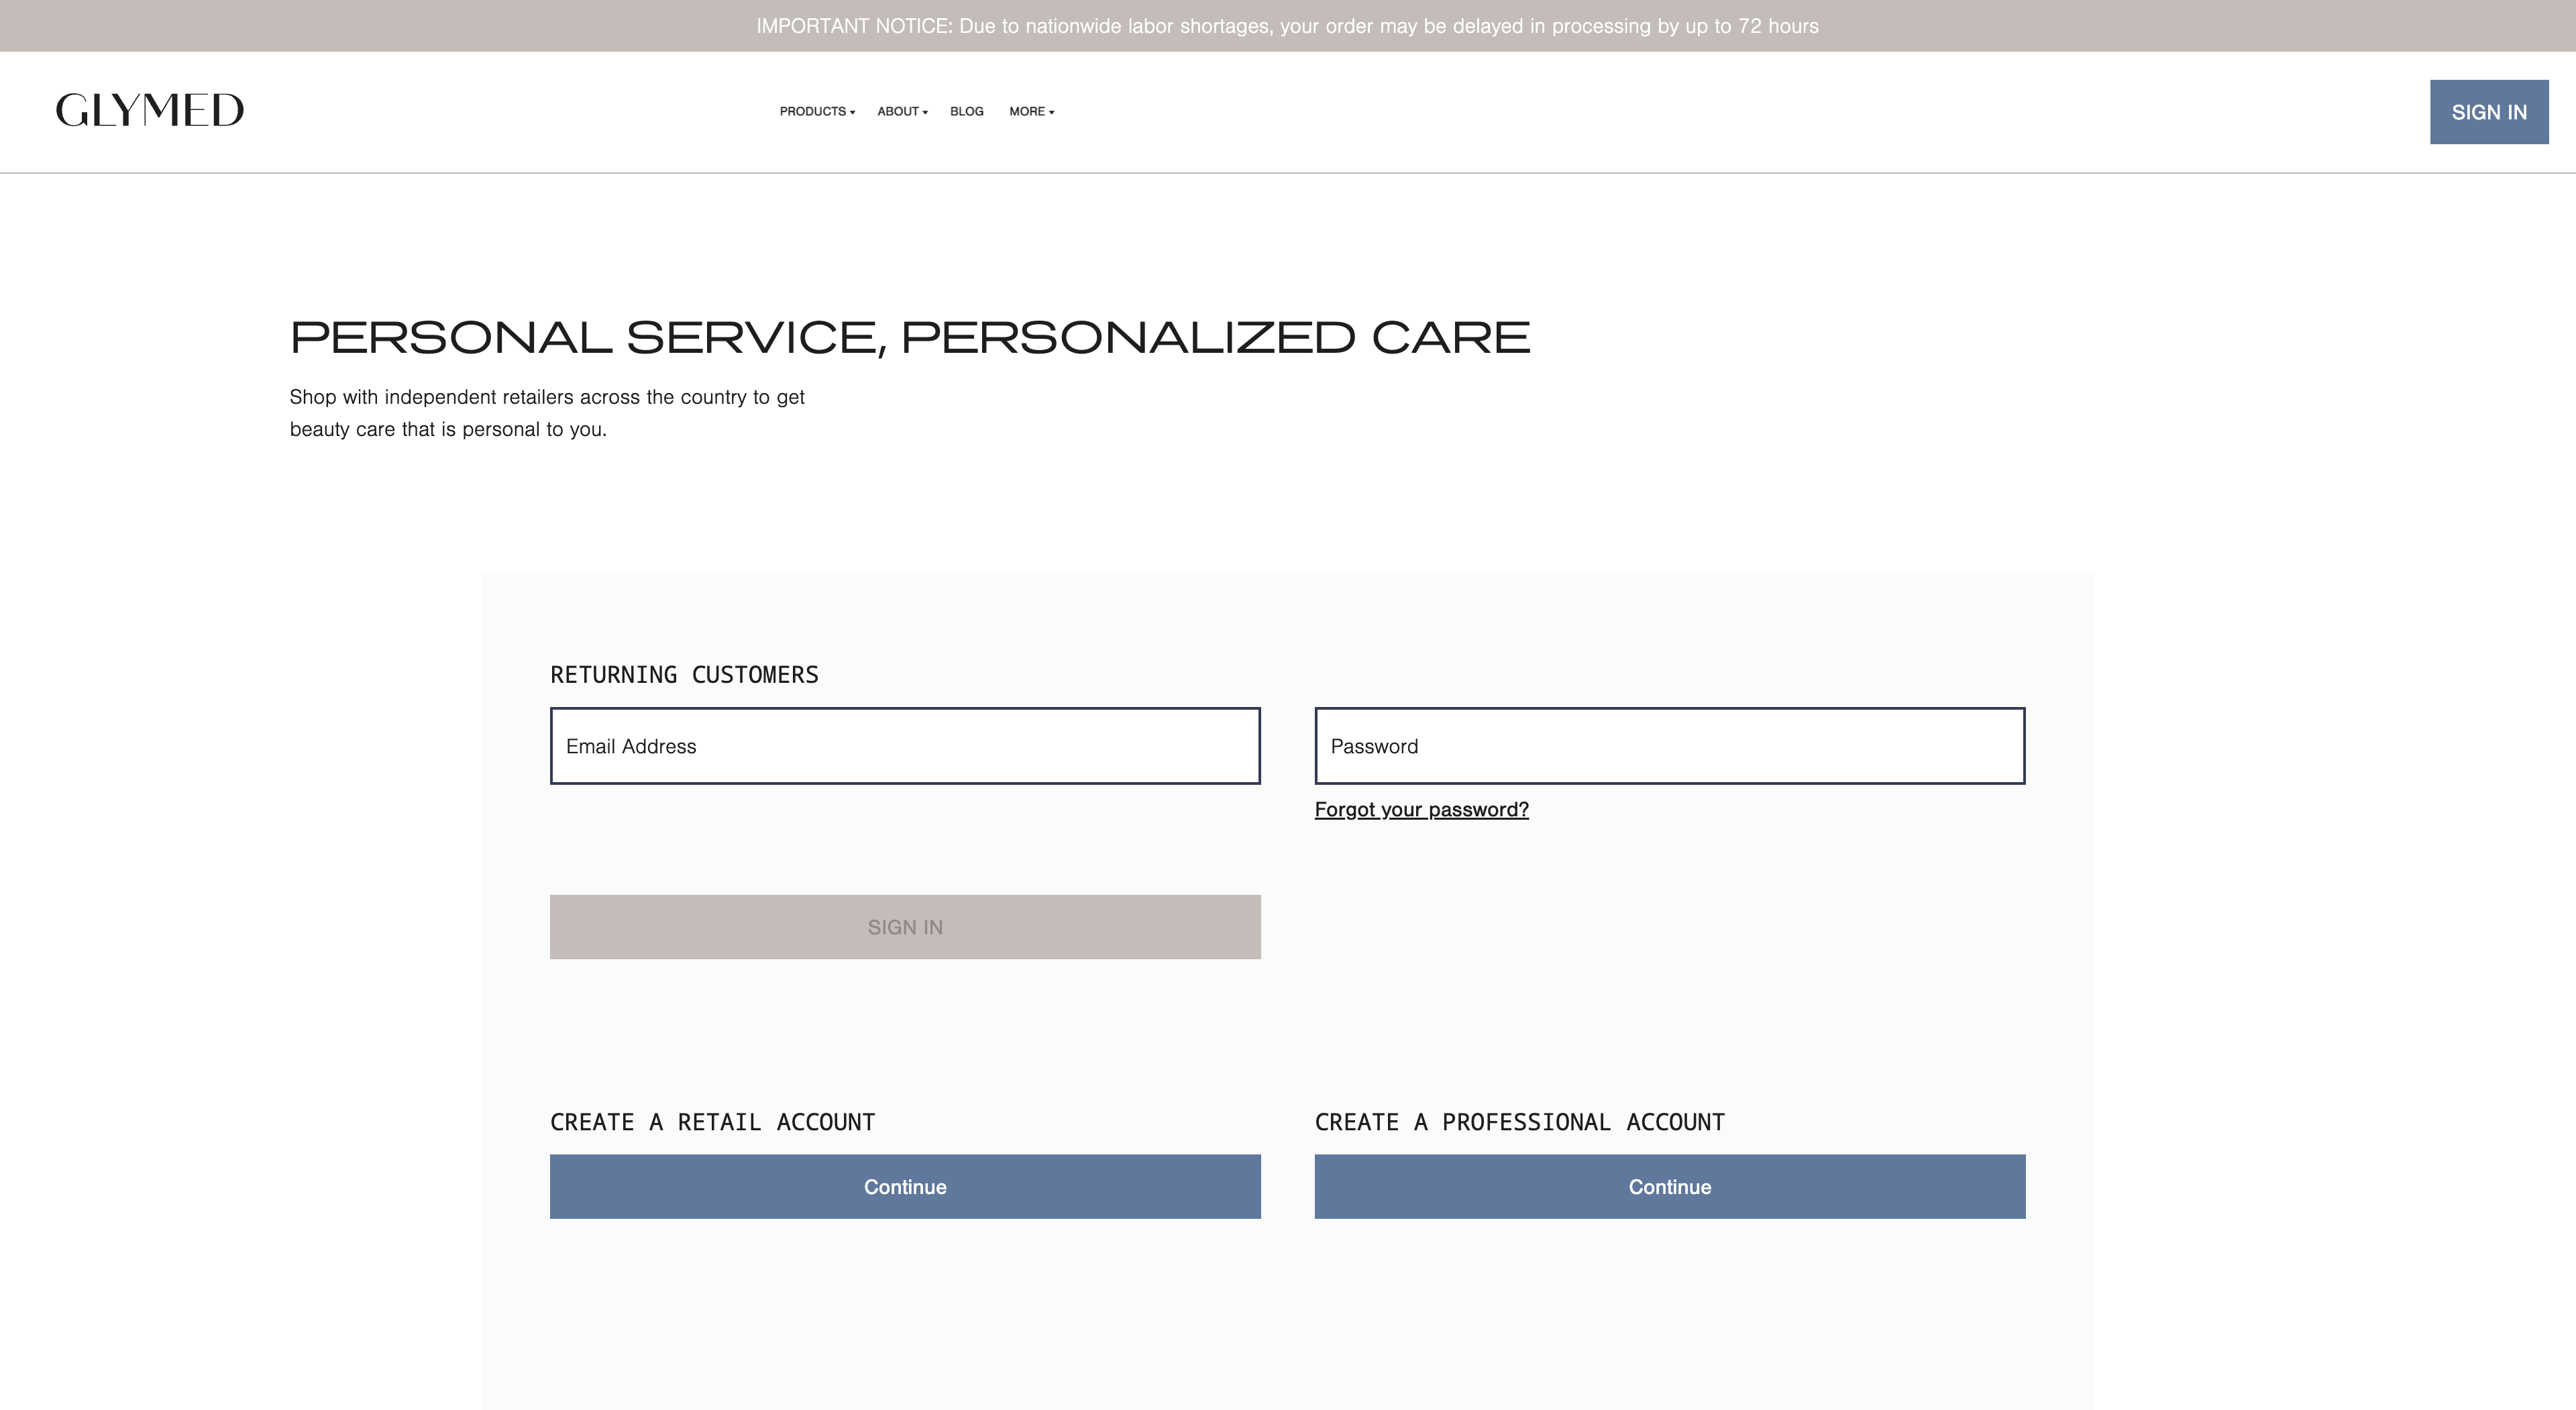 IMPORTANT NOTICE: Due to nationwide labor shortages, your order may be delayed in processing by up to 72 hours
GLYMED
PRODUCTS
ABOUT
BLOG
MORE
SIGN IN
PERSONAL SERVICE, PERSONALIZED CARE
Shop with independent retailers across the country to get
beauty care that is personal to you.
RETURNING CUSTOMERS
Email Address
Password
Forgot your password?
SIGN IN
CREATE A RETAIL ACCOUNT
Continue
CREATE A PROFESSIONAL ACCOUNT
Continue